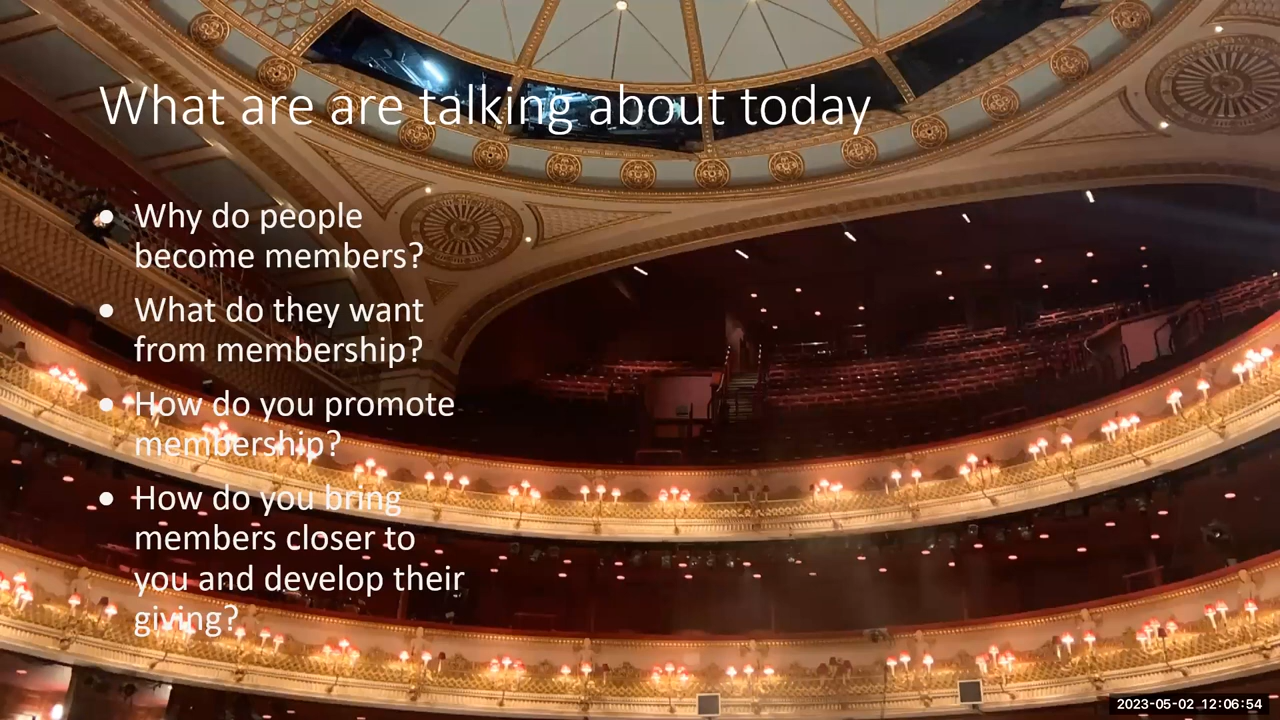 What are are talking about today
• Why do people
become members?
• What do they want
from membership?
• How do you promote
membership?
• How do you bring
members closer to
you and develop their
giving?
2023-05-02 12:06:54